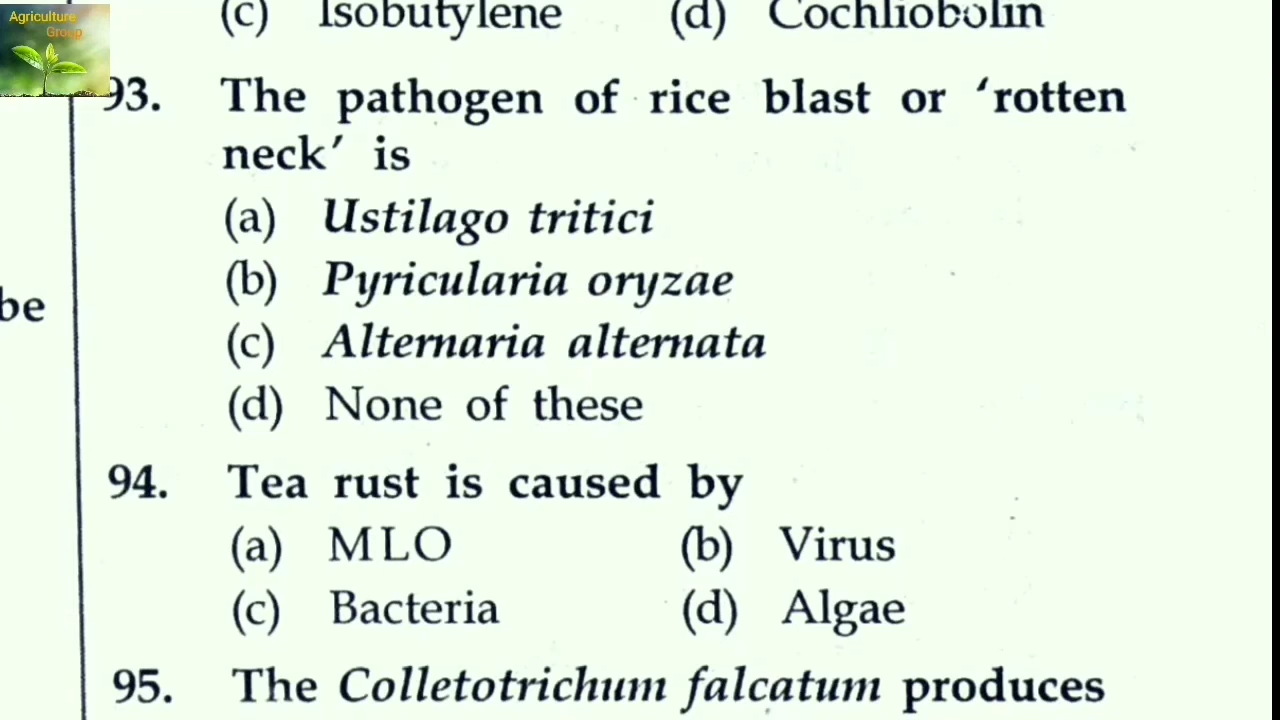 Agriculture
Group
(c) Isobutylene (d) Cochliobolin
93. The pathogen of rice blast or ‘rotten
neck’ is
(a) Ustilago tritici
(b) Pyricularia oryzae
be
(c) Alternaria alternata
(d) None of these
94. Tea rust is caused by
(a) MLO (b) Virus
(c) Bacteria (d) Algae
95. The Colletotrichum falcatum produces